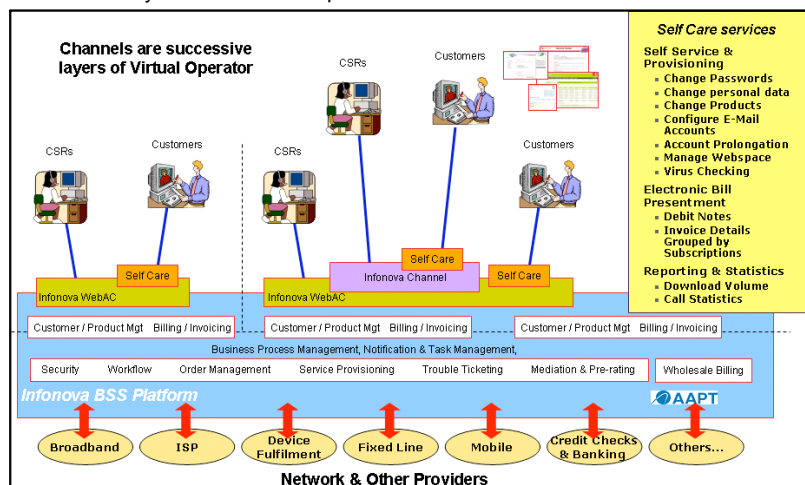 Channels are successive
layers of Virtual Operator
CSRs
Customers
CSRs
Customers
CSRs
Customers
Self Care
Infonova WebAC
Self Care
Infonova Channel
Self Care
Infonova WebAC
Customer / Product Mgt Billing / Invoicing
Customer / Product Mgt Billing / Invoicing
Customer / Product Mgt Billing / Invoicing
Business Process Management, Notification & Task Management,
Security Workflow Order Management Service Provisioning Trouble Ticketing Mediation & Pre-rating
Wholesale Billing
Infonova BSS Platform
AAPT
Broadband
ISP
Device
Fulfilment
Fixed Line
Mobile
Credit Checks
& Banking
Others...
Network & Other Providers
Self Care services
Self Service &
Provisioning
Change Passwords
Change personal data
Change Products
Configure E-Mail
Accounts
Account Prolongation
Manage Webspace
Virus Checking
Electronic Bill
Presentment
Debit Notes
Invoice Details
Grouped by
Subscriptions
Reporting & Statistics
Download Volume
Call Statistics